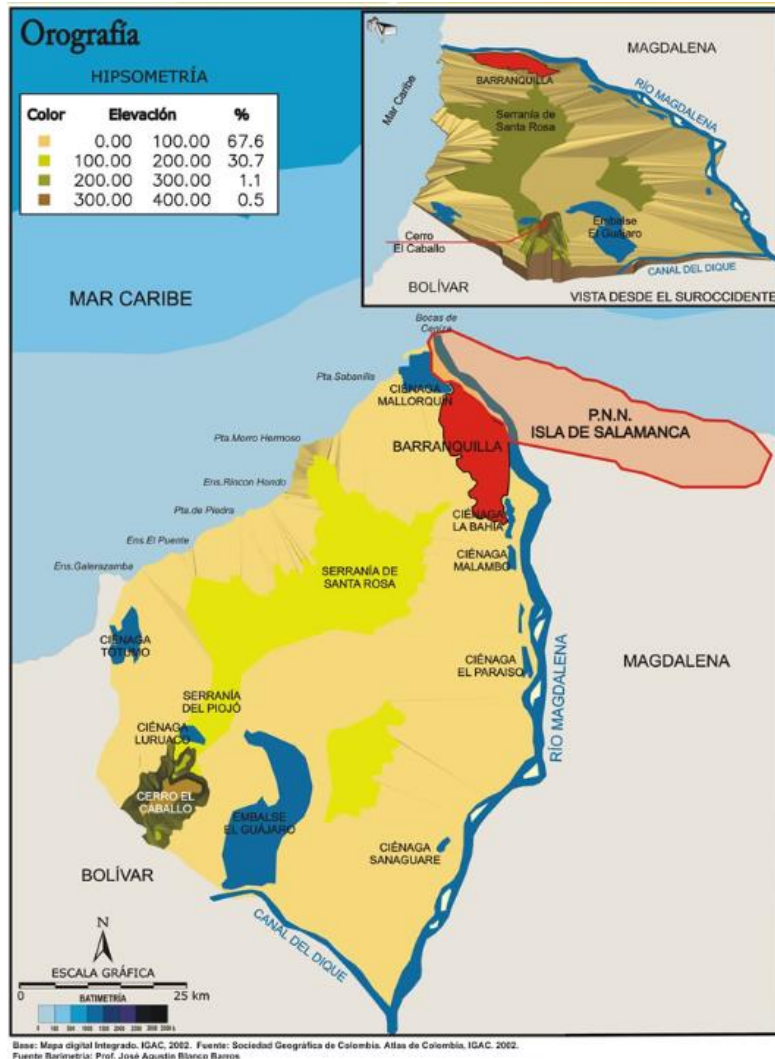 Orografía
HIPSOMETRÍA
Color Elevación %
0.00 100.00 67.6
100.00 200.00 30.7
200.00 300.00 1.1
300.00 400.00 0.5
MAGDALENA
BARRANQUILLA
RÍO MAGDALENA
Mar Caribe
Serranía de
Santa Rosa
Embalse
El Guájaro
Cerro
El Caballo
CANAL DEL DIQUE
BOLÍVAR
VISTA DESDE EL SUROCCIDENTE
MAR CARIBE
Bocas de
Ceniza
Pta.Sabanilla
CIÉNAGA
MALLORQUIN
P.N.N.
ISLA DE SALAMANCA
Pta.Morro Hermoso
BARRANQUILLA
Ens.Rincon Hondo
Pta.de Piedra
CIÉNAGA
LA BAHÍA
Ens.El Puente
CIÉNAGA
MALAMBO
Ens.Galerazamba
SERRANÍA DE
SANTA ROSA
CIÉNAGA
TOTUMO
CIÉNAGA
EL PARAISO
MAGDALENA
SERRANÍA
DEL PIOJÓ
RÍO MAGDALENA
CIÉNAGA
LURUACO
CERRO EL
CABALLO
EMBALSE
EL GUÁJARO
CIÉNAGA
SANAGUARE
BOLÍVAR
CANAL DEL DIQUE
N
ESCALA GRÁFICA
0 25 km
BATIMETRÍA
Base: Mapa digital Integrado. IGAC, 2002. Fuente: Sociedad Geográfica de Colombia. Atlas de Colombia, IGAC. 2002.
Fuente Barimetria: Prof. José Agustin Blanco Barros